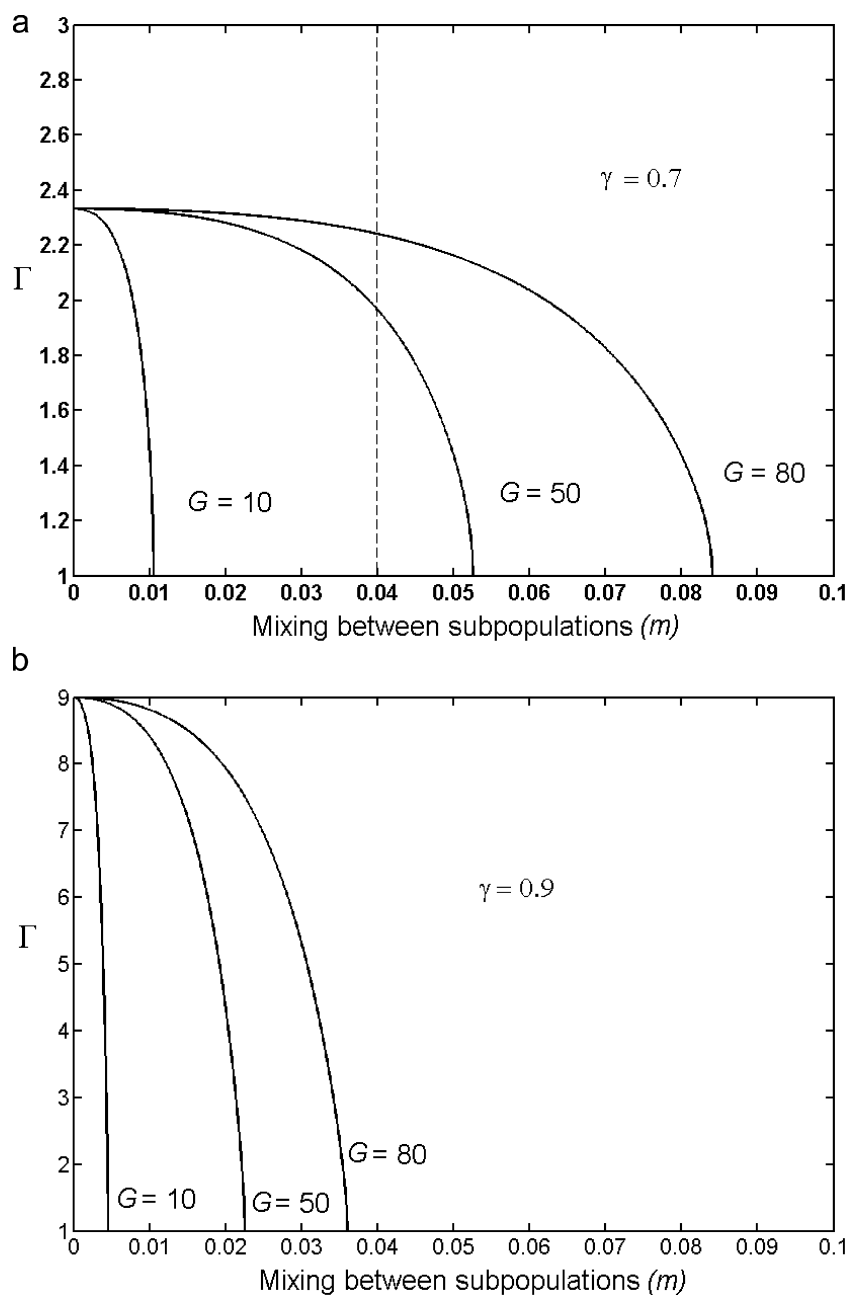 a
3
2.8
2.6
2.4
2.2
2
1.8
1.6
1.4
1.2
1
Γ
γ = 0.7
G = 10
G = 50
G = 80
0 0.01 0.02 0.03 0.04 0.05 0.06 0.07 0.08 0.09 0.1
Mixing between subpopulations (m)
b
9
8
7
6
5
4
3
2
1
Γ
γ = 0.9
G = 10
G = 50
G = 80
0 0.01 0.02 0.03 0.04 0.05 0.06 0.07 0.08 0.09 0.1
Mixing between subpopulations (m)